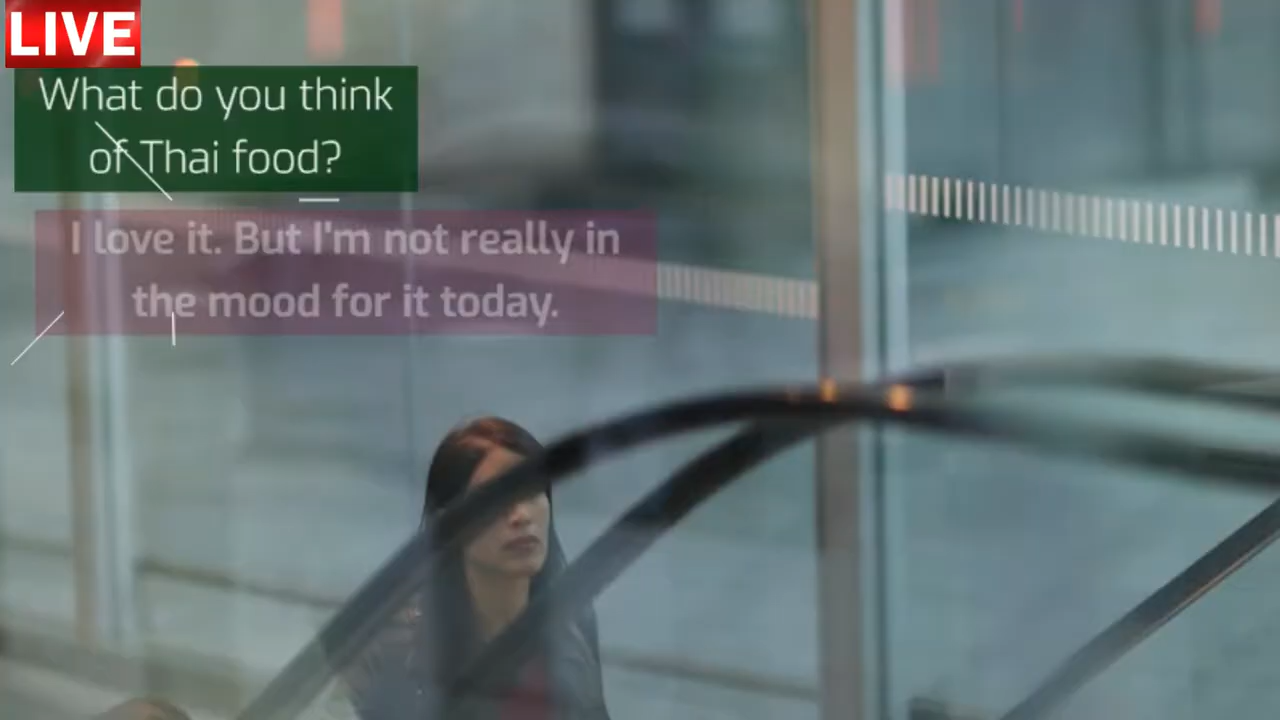 LIVE
What do you think
of Thai food?
I love it. But I'm not really in
the mood for it today.